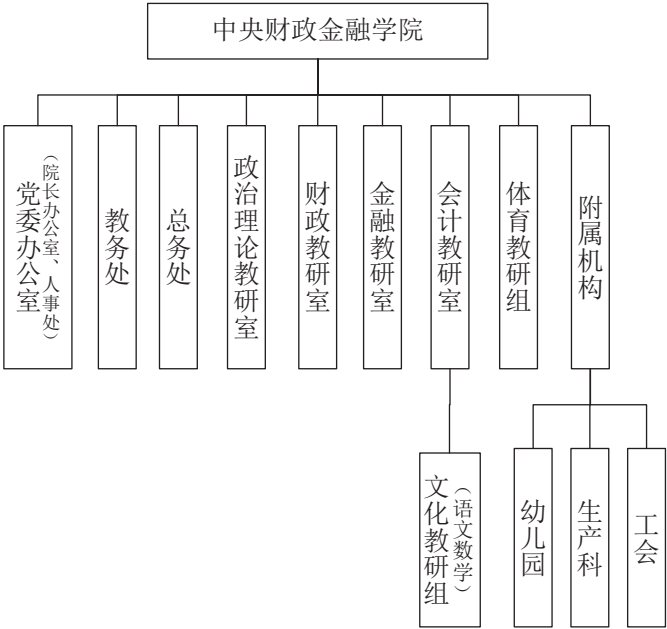 中央财政金融学院
党委办公室
（院长办公室、人事处）
教务处
总务处
政治理论教研室
财政教研室
金融教研室
会计教研室
体育教研组
附属机构
文化教研组
（语文数学）
幼儿园
生产科
工会